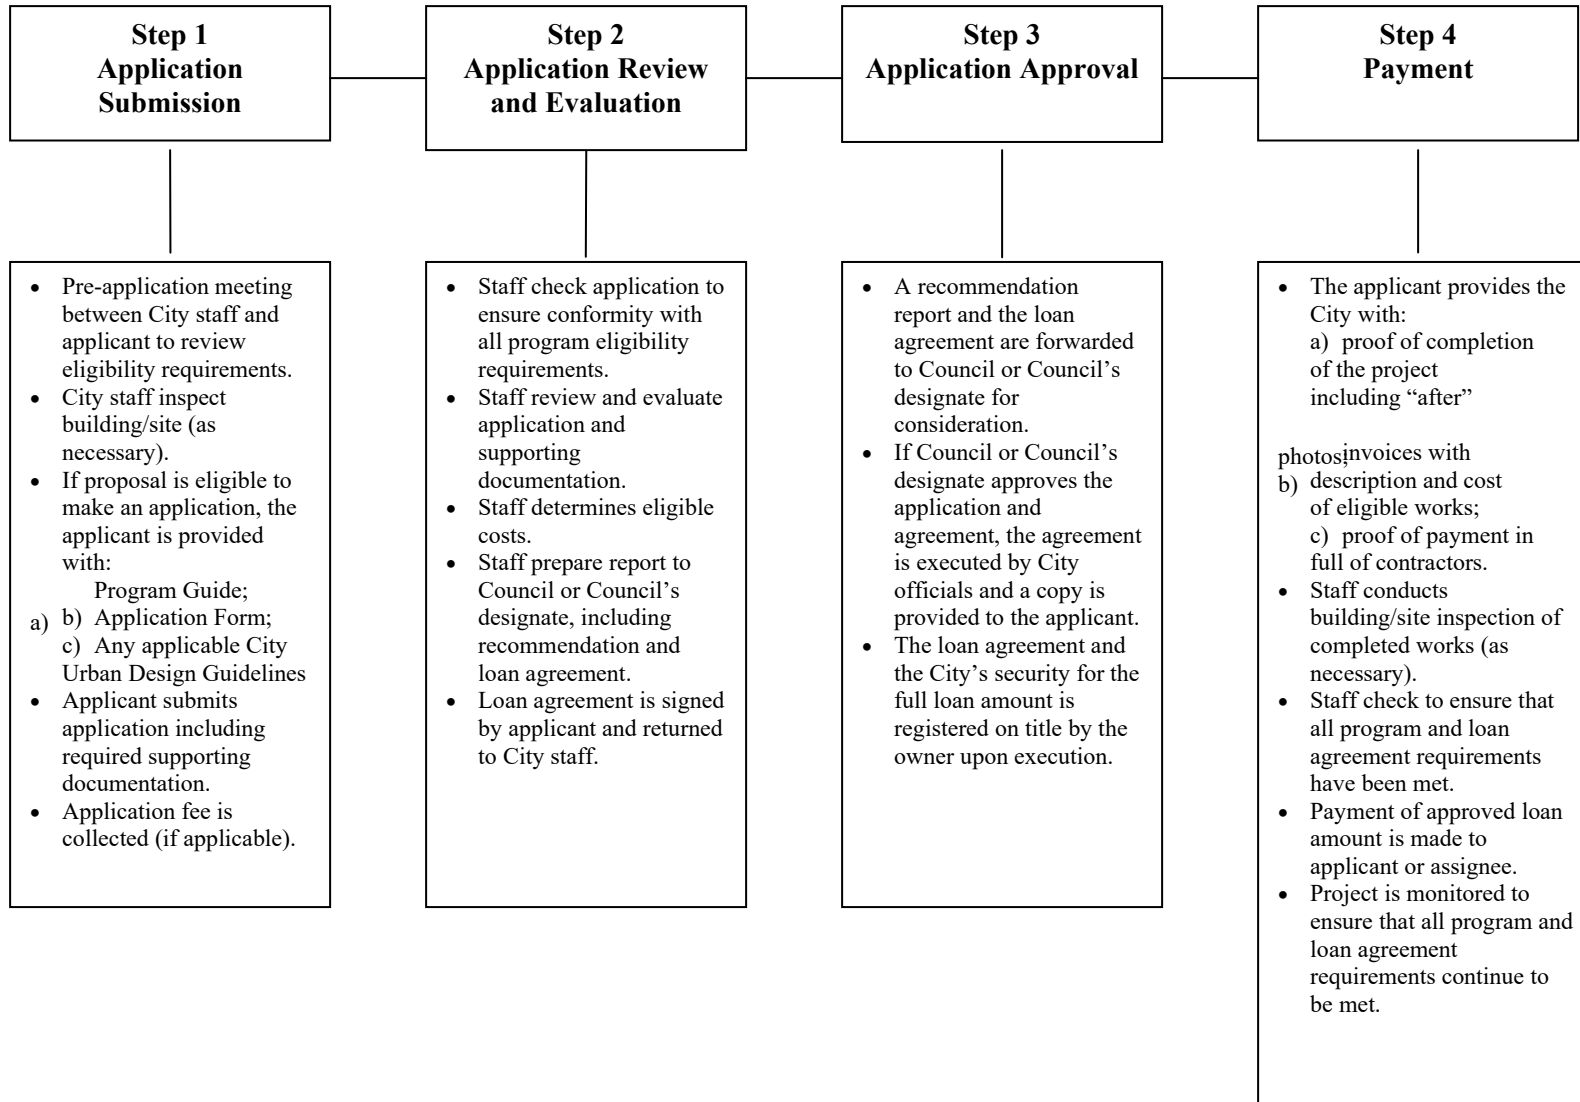 Step 1
Application
Submission
Step 2
Application Review
and Evaluation
Step 3
Application Approval
Step 4
Payment
• Pre-application meeting
between City staff and
applicant to review
eligibility requirements.
• City staff inspect
building/site (as
necessary).
• If proposal is eligible to
make an application, the
applicant is provided
with:
Program Guide;
a) b) Application Form;
c) Any applicable City
Urban Design Guidelines
• Applicant submits
application including
required supporting
documentation.
• Application fee is
collected (if applicable).
• Staff check application to
ensure conformity with
all program eligibility
requirements.
• Staff review and evaluate
application and
supporting
documentation.
• Staff determines eligible
costs.
• Staff prepare report to
Council or Council’s
designate, including
recommendation and
loan agreement.
• Loan agreement is signed
by applicant and returned
to City staff.
• A recommendation
report and the loan
agreement are forwarded
to Council or Council’s
designate for
consideration.
• If Council or Council’s
designate approves the
application and
agreement, the agreement
is executed by City
officials and a copy is
provided to the applicant.
• The loan agreement and
the City’s security for the
full loan amount is
registered on title by the
owner upon execution.
• The applicant provides the
City with:
a) proof of completion
of the project
including “after”
photos;
invoices with
b) description and cost
of eligible works;
c) proof of payment in
full of contractors.
• Staff conducts
building/site inspection of
completed works (as
necessary).
• Staff check to ensure that
all program and loan
agreement requirements
have been met.
• Payment of approved loan
amount is made to
applicant or assignee.
• Project is monitored to
ensure that all program and
loan agreement
requirements continue to
be met.